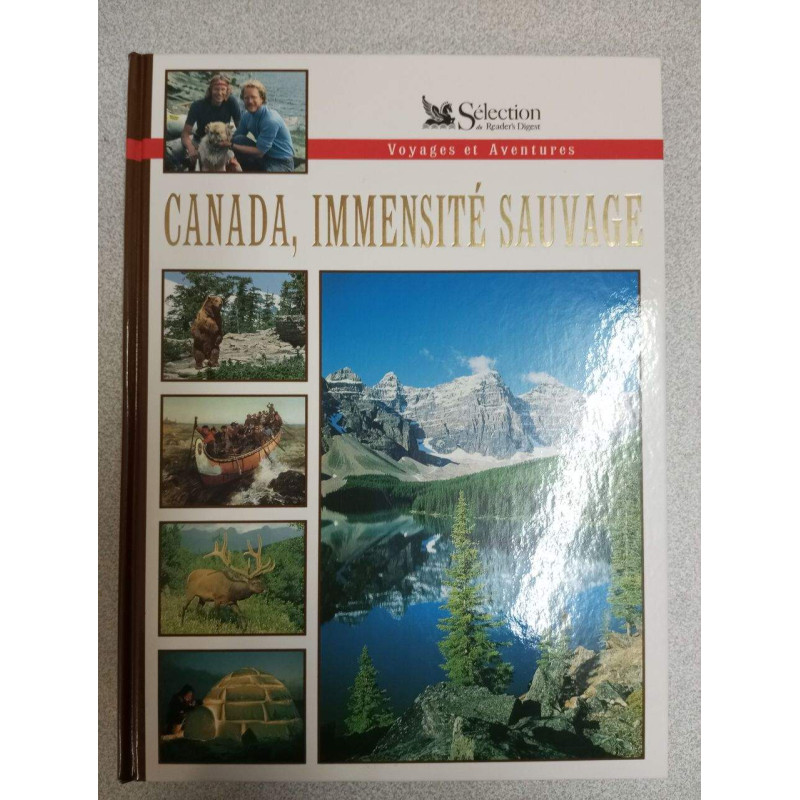 Sélection
du Reader's Digest
Voyages et Aventures
CANADA, IMMENSITÉ SAUVAGE